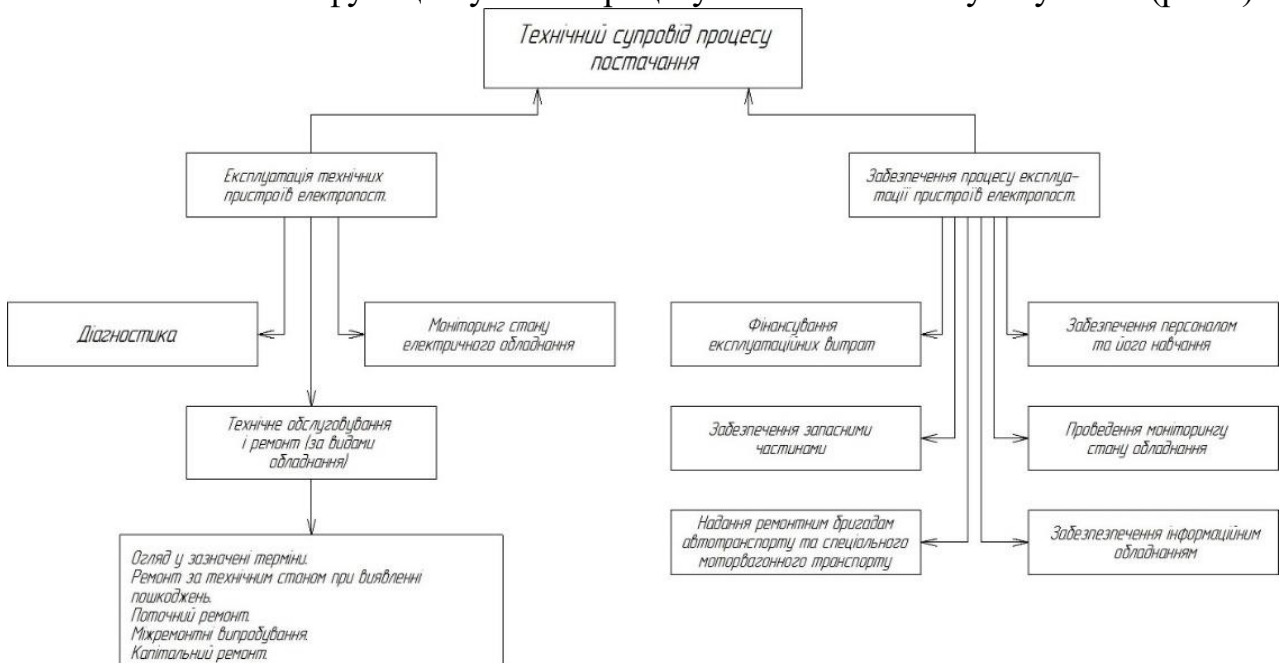 Технічний супровід процесу
постачання
Експлуатація технічних
пристроїв електропост.
Забезпечення процесу експлуа-
тації пристроїв електропост.
Діагностика
Моніторинг стану
електричного обладнання
Фінансування
експлуатаційних витрат
Забезпечення персоналом
та його навчання
Технічне обслуговування
і ремонт (за видами
обладнання)
Забезпечення запасними
частинами
Проведення моніторингу
стану обладнання
Надання ремонтним бригадам
автотранспорту та спеціального
моторвагонного транспорту
Забезпезпечення інформаційним
обладнанням
Огляд у зазначені терміни.
Ремонт за технічним станом при виявленні
пошкоджень.
Поточний ремонт.
Міжремонтні випробування.
Капітальний ремонт.